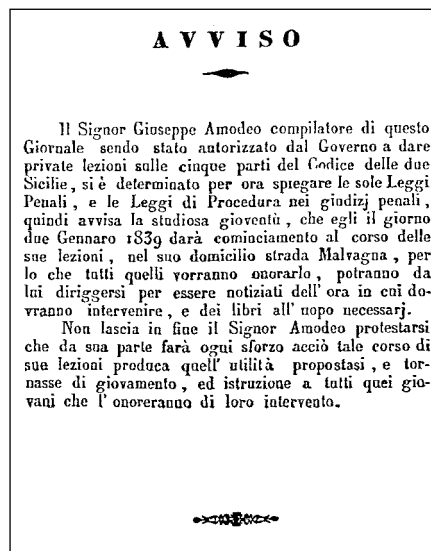 AVVISO
Il Signor Giuseppe Amodeo compilatore di questo
Giornale sendo stato autorizzato dal Governo a dare
private lezioni sulle cinque parti del Codice delle due
Sicilie, si è determinato per ora spiegare le sole Leggi
Penali, e le Leggi di Procedura nei giudizj penali,
quindi avvisa la studiosa gioventù, che egli il giorno
due Gennaro 1839 darà cominciamento al corso delle
sue lezioni, nel suo domicilio strada Malvagna, per
lo che tutti quelli vorranno onorarlo, potranno da
lui diriggersi per essere notiziati dell'ora in cui do-
vranno intervenire, e dei libri all'uopo necessarj.
Non lascia in fine il Signor Amodeo protestarsi
che da sua parte farà ogni sforzo acciò tale corso di
sue lezioni produca quell'utilità propostasi, e tor-
nasse di giovamento, ed istruzione a tutti quei gio-
vani che l'onoreranno di loro intervento.